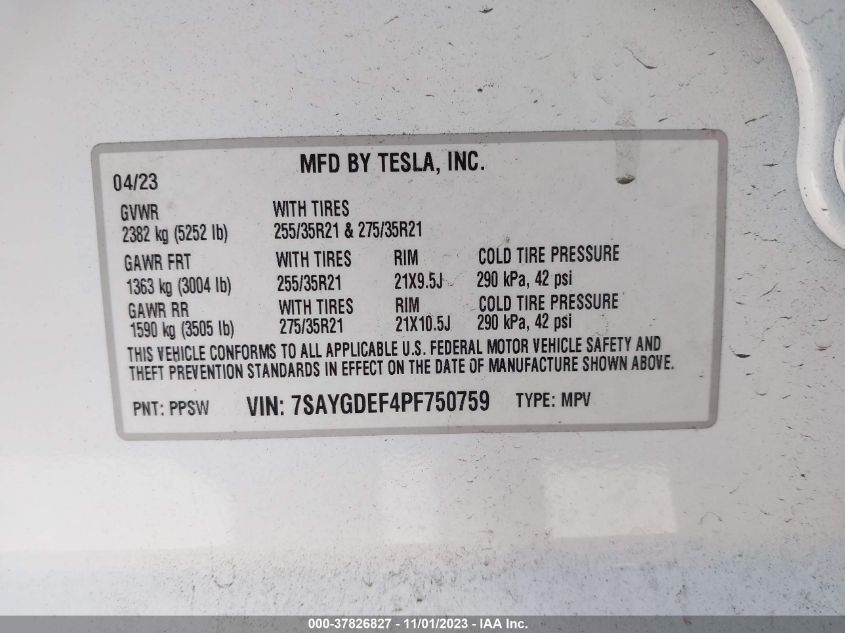 MFD BY TESLA, INC.
04/23
GVWR WITH TIRES
2382 kg (5252 lb) 255/35R21 & 275/35R21
GAWR FRT WITH TIRES RIM COLD TIRE PRESSURE
1363 kg (3004 lb) 255/35R21 21X9.5J 290 kPa, 42 psi
GAWR RR WITH TIRES RIM COLD TIRE PRESSURE
1590 kg (3505 lb) 275/35R21 21X10.5J 290 kPa, 42 psi
THIS VEHICLE CONFORMS TO ALL APPLICABLE U.S. FEDERAL MOTOR VEHICLE SAFETY AND
THEFT PREVENTION STANDARDS IN EFFECT ON THE DATE OF MANUFACTURE SHOWN ABOVE.
PNT: PPSW VIN: 7SAYGDEF4PF750759 TYPE: MPV
000-37826827 - 11/01/2023 - IAA Inc.